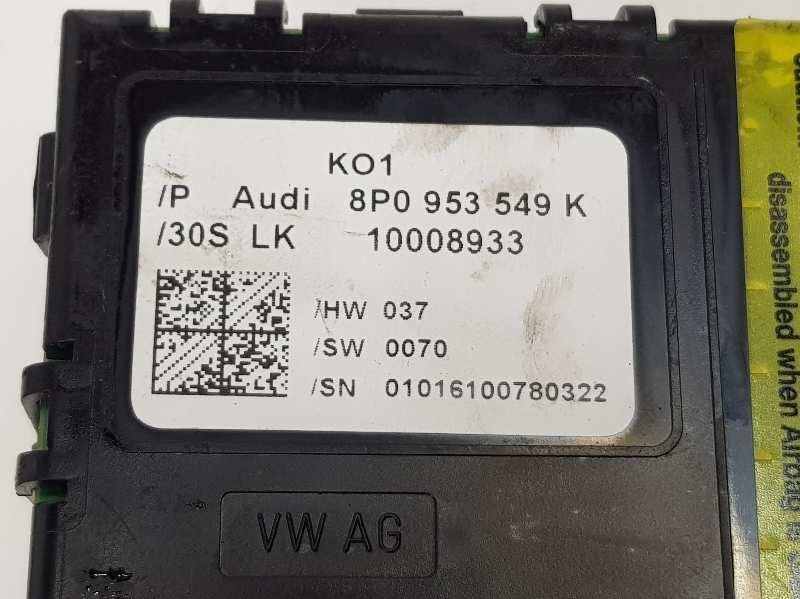 KO1
/P Audi 8P0 953 549 K
/30S LK 10008933
/HW 037
/SW 0070
/SN 01016100780322
VW AG
disassembled when Airbag is